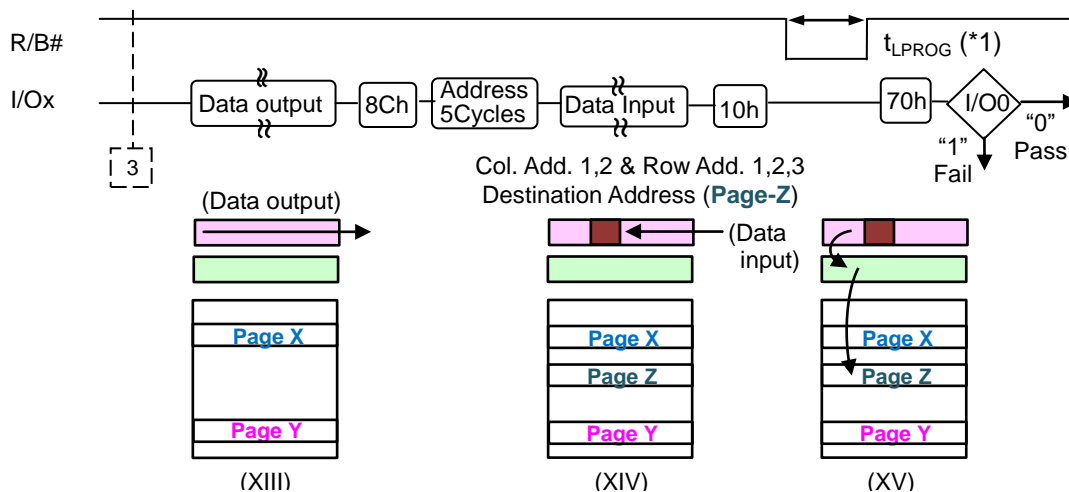 R/B#
tLPROG (*1)
I/Ox
Data output
8Ch
Address
5Cycles
Data Input
10h
70h
I/O0
“0”
Pass
“1”
Fail
3
Col. Add. 1,2 & Row Add. 1,2,3
Destination Address (Page-Z)
(Data output)
(Data
input)
Page X
Page Y
(XIII)
Page X
Page Z
Page Y
(XIV)
Page X
Page Z
Page Y
(XV)